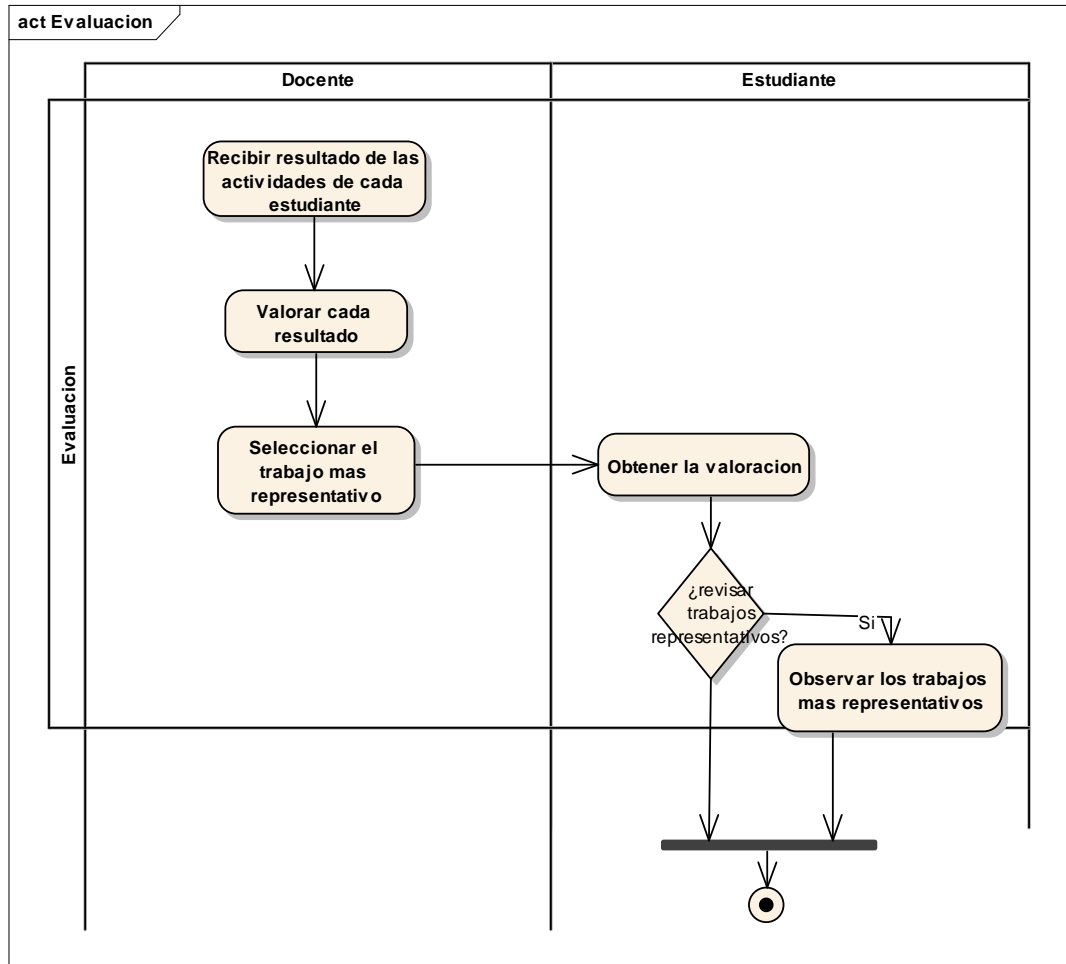 act Evaluacion
Docente
Estudiante
Evaluacion
Recibir resultado de las
actividades de cada
estudiante
Valorar cada
resultado
Seleccionar el
trabajo mas
representativo
Obtener la valoracion
¿revisar
trabajos
representativos?
Si
Observar los trabajos
mas representativos